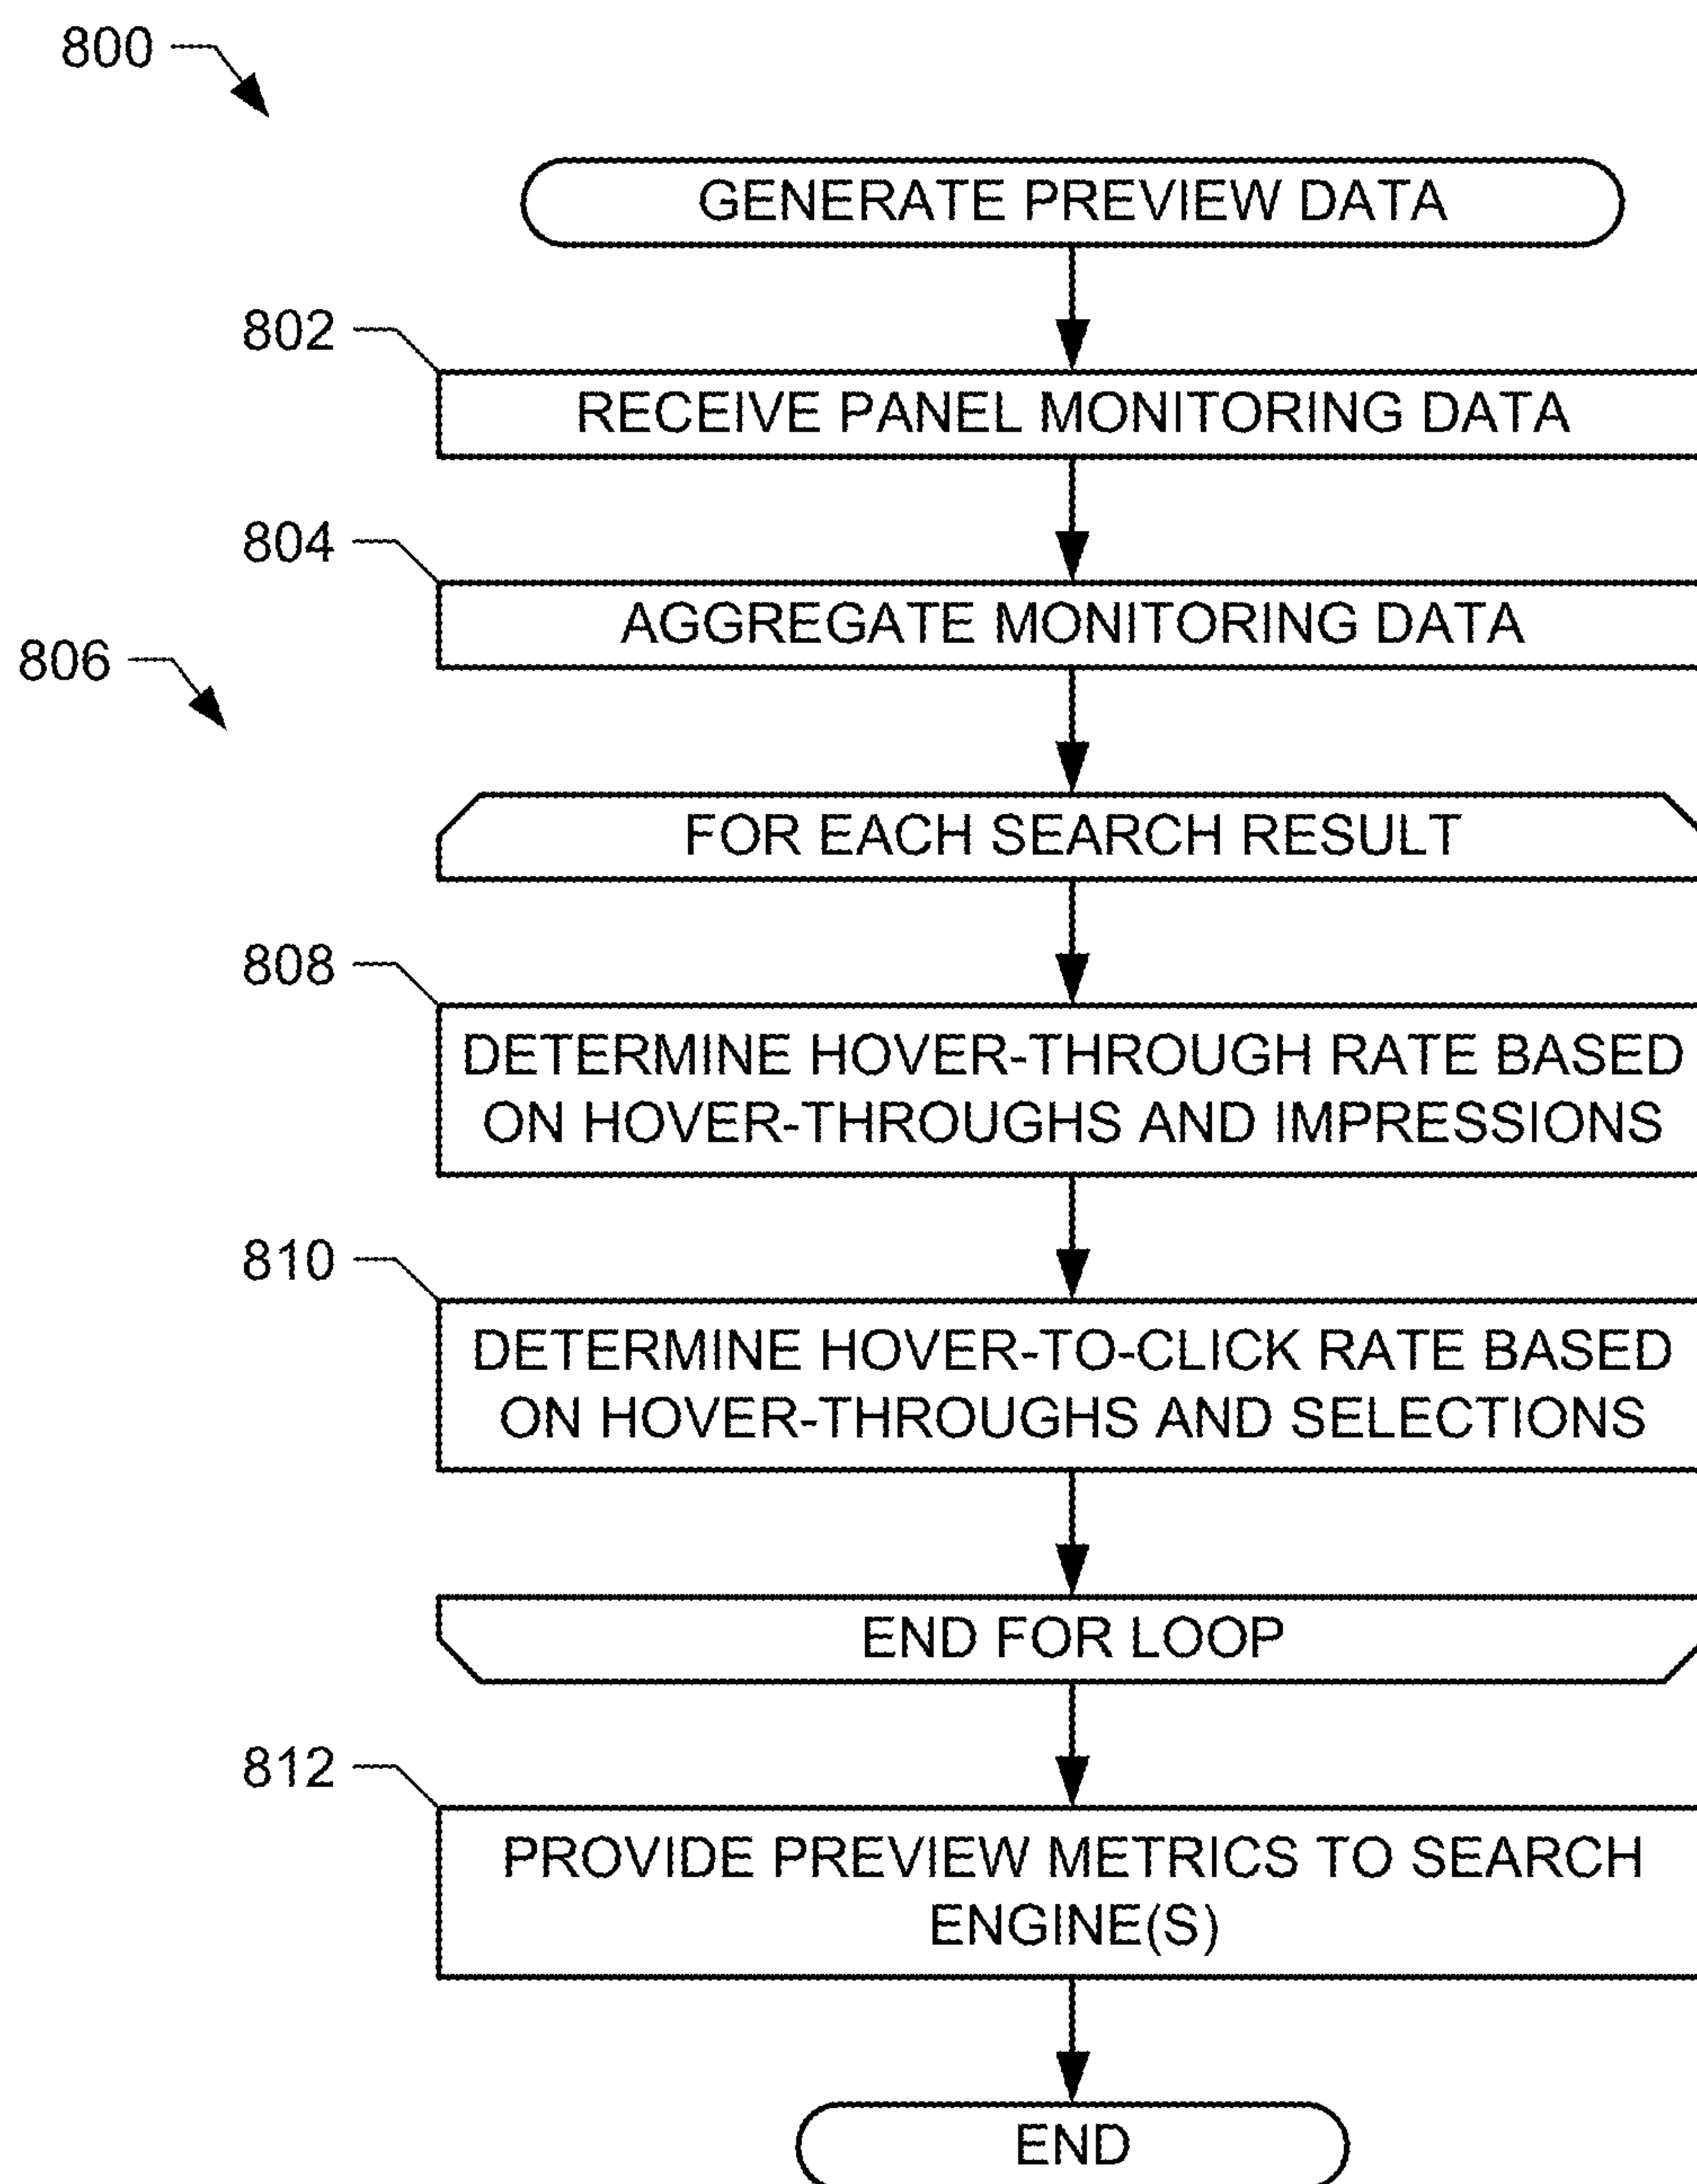 800
GENERATE PREVIEW DATA
802
RECEIVE PANEL MONITORING DATA
804
AGGREGATE MONITORING DATA
806
FOR EACH SEARCH RESULT
808
DETERMINE HOVER-THROUGH RATE BASED
ON HOVER-THROUGHS AND IMPRESSIONS
810
DETERMINE HOVER-TO-CLICK RATE BASED
ON HOVER-THROUGHS AND SELECTIONS
END FOR LOOP
812
PROVIDE PREVIEW METRICS TO SEARCH
ENGINE(S)
END